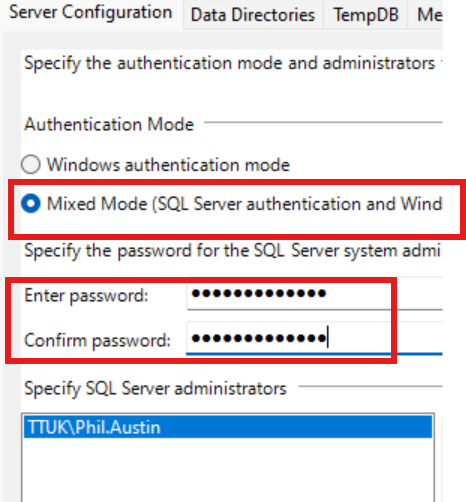 Server Configuration Data Directories TempDB Me
Specify the authentication mode and administrators
Authentication Mode
Windows authentication mode
Mixed Mode (SQL Server authentication and Wind
Specify the password for the SQL Server system admi
Enter password: •••••••••••••
Confirm password: •••••••••••••
Specify SQL Server administrators
TTUK\Phil.Austin